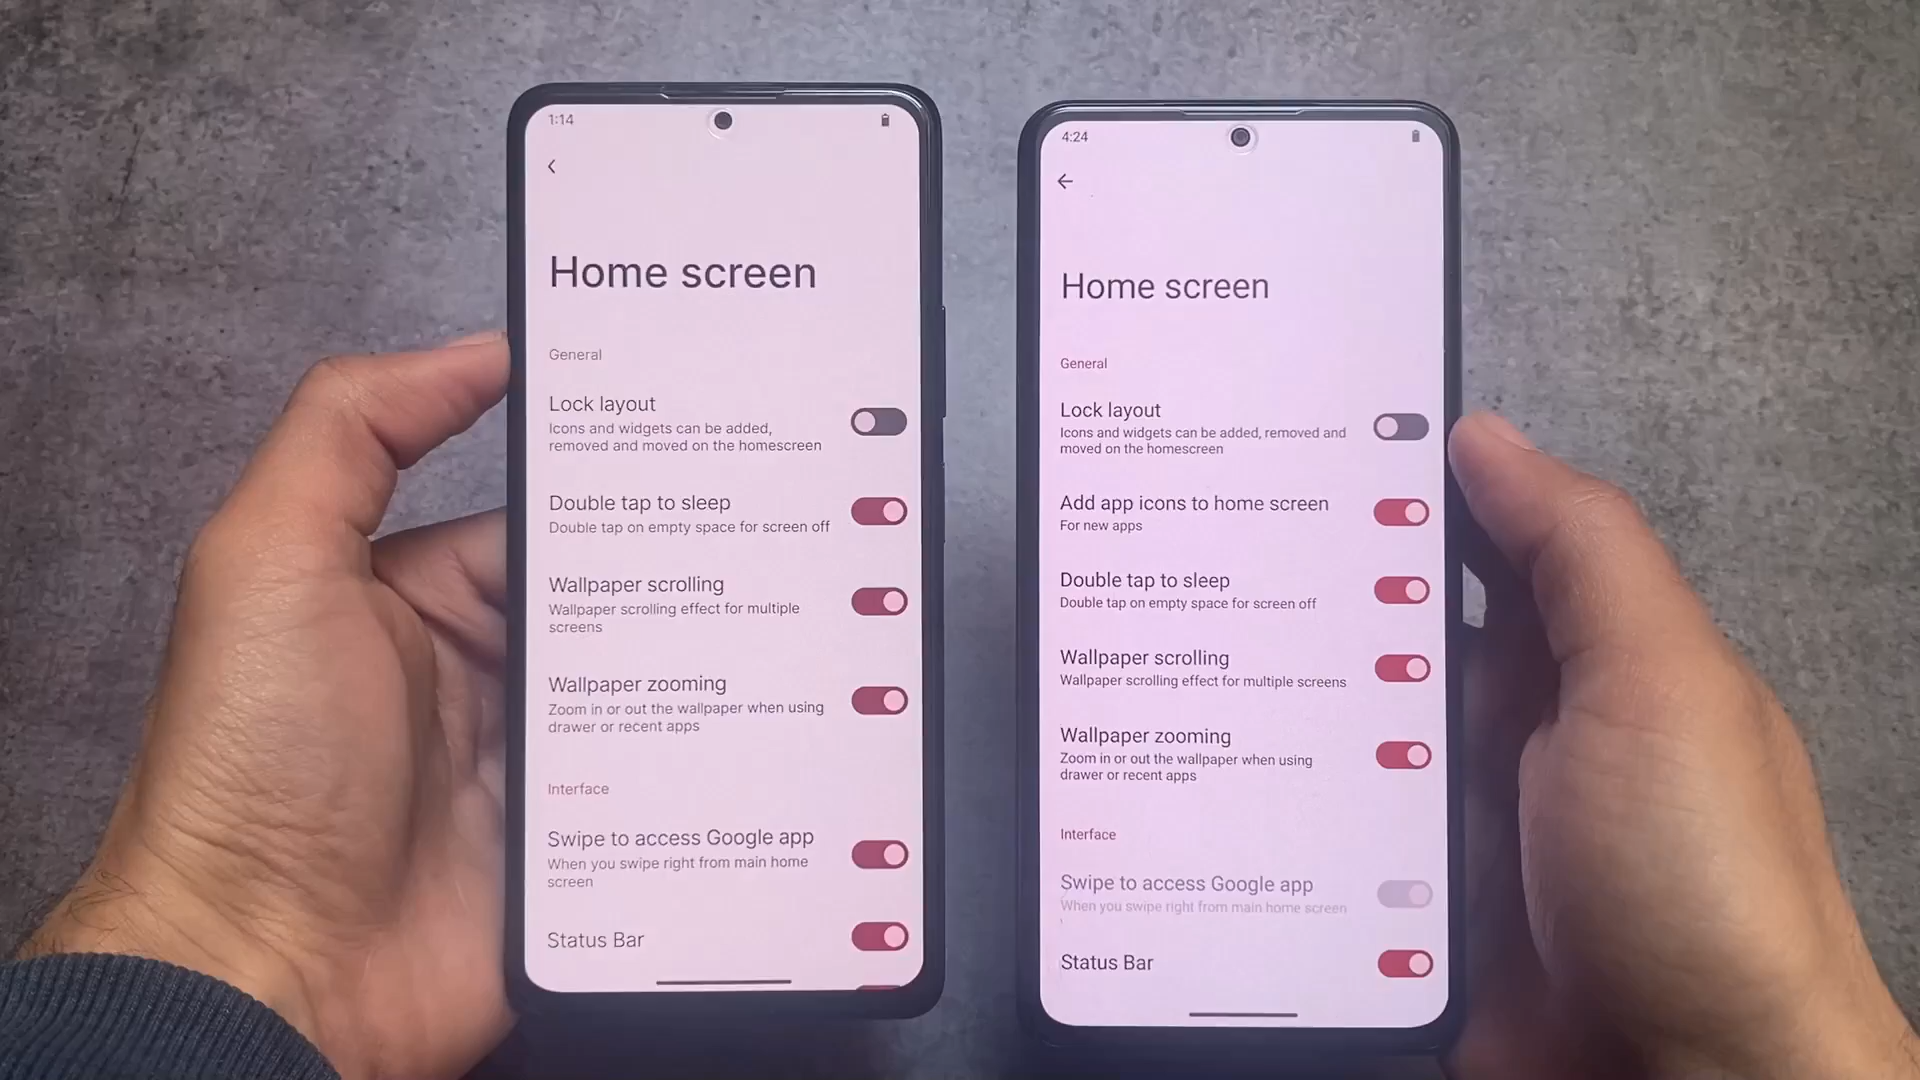 1:14
Home screen
General
Lock layout
Icons and widgets can be added,
removed and moved on the homescreen
Double tap to sleep
Double tap on empty space for screen off
Wallpaper scrolling
Wallpaper scrolling effect for multiple
screens
Wallpaper zooming
Zoom in or out the wallpaper when using
drawer or recent apps
Interface
Swipe to access Google app
When you swipe right from main home
screen
Status Bar
4:24
Home screen
General
Lock layout
Icons and widgets can be added, removed and
moved on the homescreen
Add app icons to home screen
For new apps
Double tap to sleep
Double tap on empty space for screen off
Wallpaper scrolling
Wallpaper scrolling effect for multiple screens
Wallpaper zooming
Zoom in or out the wallpaper when using
drawer or recent apps
Interface
Swipe to access Google app
When you swipe right from main home screen
Status Bar